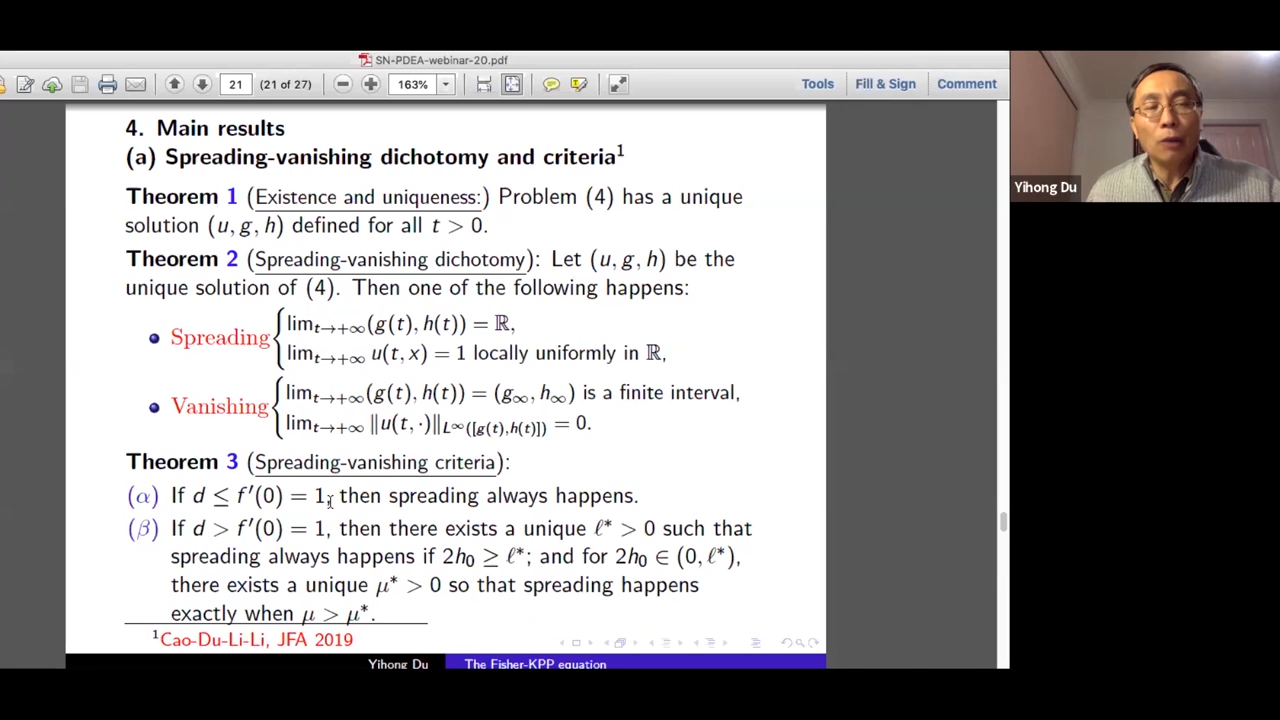 SN-PDEA-webinar-20.pdf
21 (21 of 27) 163% Tools Fill & Sign Comment
4. Main results
(a) Spreading-vanishing dichotomy and criteria¹
Theorem 1 (Existence and uniqueness:) Problem (4) has a unique
solution (u, g, h) defined for all t > 0.
Theorem 2 (Spreading-vanishing dichotomy): Let (u, g, h) be the
unique solution of (4). Then one of the following happens:
• Spreading { lim_{t→+∞}(g(t), h(t)) = ℝ,
lim_{t→+∞} u(t, x) = 1 locally uniformly in ℝ,
• Vanishing { lim_{t→+∞}(g(t), h(t)) = (g_∞, h_∞) is a finite interval,
lim_{t→+∞} ‖u(t, ·)‖_{L^∞([g(t),h(t)])} = 0.
Theorem 3 (Spreading-vanishing criteria):
(α) If d ≤ f′(0) = 1, then spreading always happens.
(β) If d > f′(0) = 1, then there exists a unique ℓ* > 0 such that
spreading always happens if 2h₀ ≥ ℓ*; and for 2h₀ ∈ (0, ℓ*),
there exists a unique μ* > 0 so that spreading happens
exactly when μ > μ*.
¹Cao-Du-Li-Li, JFA 2019
Yihong Du The Fisher-KPP equation
Yihong Du